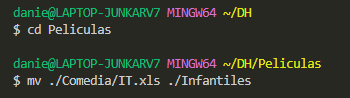 danie@LAPTOP-JUNKARV7 MINGW64 ~/DH
$ cd Peliculas
danie@LAPTOP-JUNKARV7 MINGW64 ~/DH/Peliculas
$ mv ./Comedia/IT.xls ./Infantiles